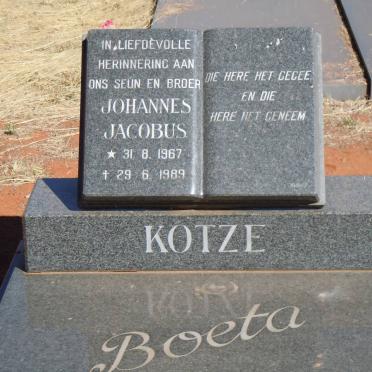 IN LIEFDEVOLLE
HERINNERING AAN
ONS SEUN EN BROER
JOHANNES
JACOBUS
★ 31. 8. 1967
✝ 29. 6. 1989
DIE HERE HET GEGEE
EN DIE
HERE HET GENEEM
KOTZE
Boeta